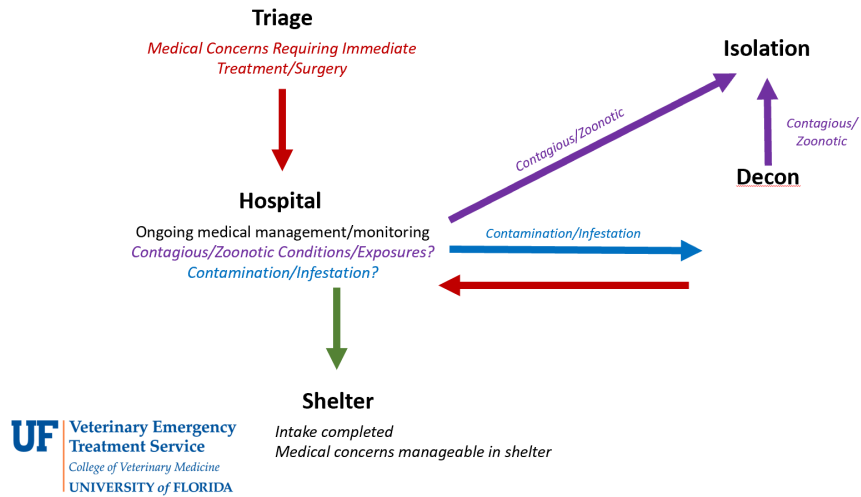 Triage
Medical Concerns Requiring Immediate
Treatment/Surgery
Isolation
Contagious/Zoonotic
Contagious/
Zoonotic
Decon
Hospital
Ongoing medical management/monitoring
Contagious/Zoonotic Conditions/Exposures?
Contamination/Infestation?
Contamination/Infestation
Shelter
Intake completed
Medical concerns manageable in shelter
UF
Veterinary Emergency
Treatment Service
College of Veterinary Medicine
UNIVERSITY of FLORIDA